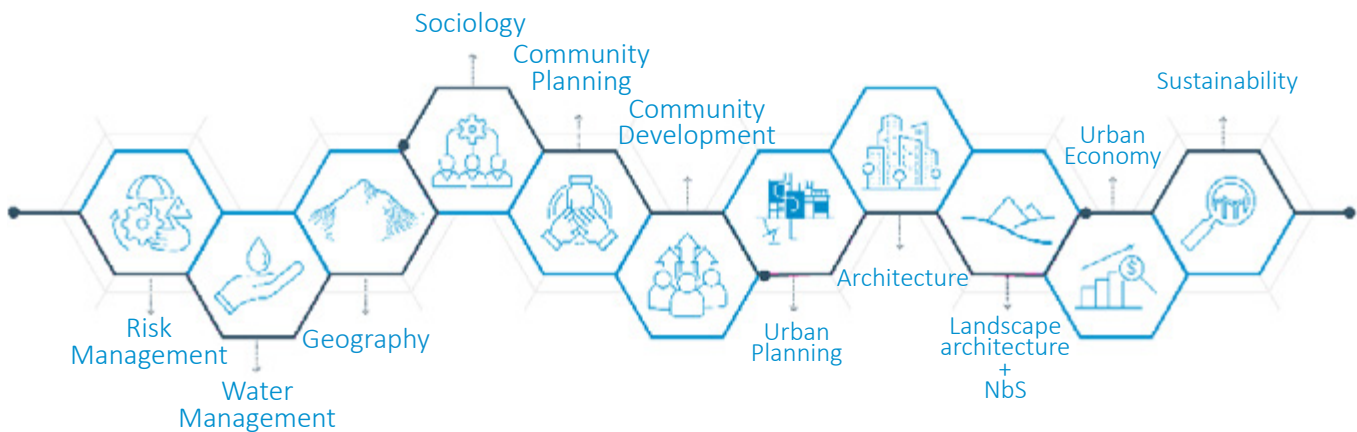 Sociology
Community
Planning
Community
Development
Sustainability
Urban
Economy
Architecture
Risk
Management
Geography
Urban
Planning
Landscape
architecture
+
NbS
Water
Management
$